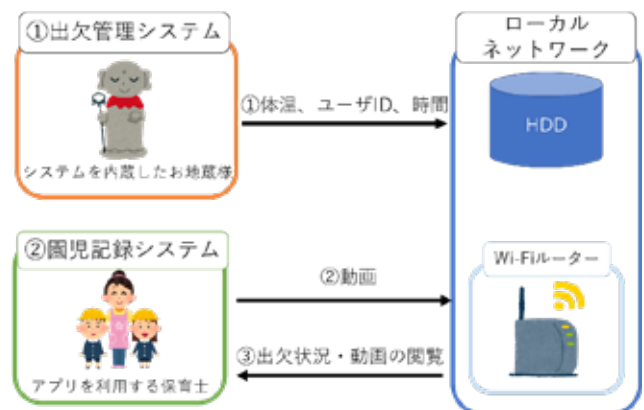 ①出欠管理システム
システムを内蔵したお地蔵様
①体温、ユーザID、時間
ローカル
ネットワーク
HDD
②園児記録システム
アプリを利用する保育士
②動画
③出欠状況・動画の閲覧
Wi-Fiルーター